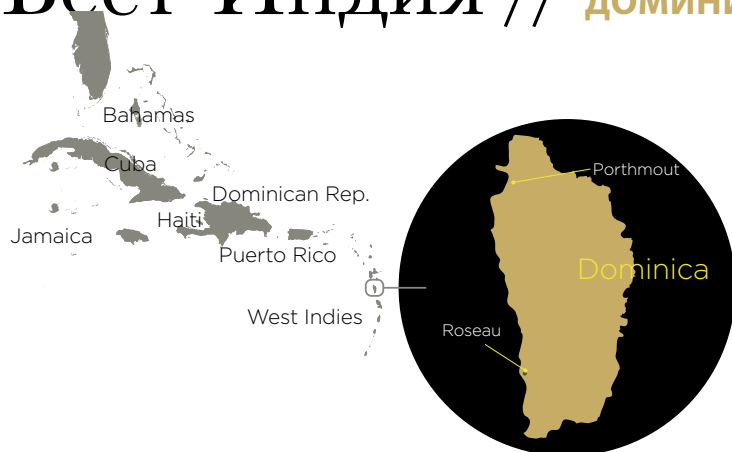 Вест-Индия // ДОМИНИ
Bahamas
Cuba
Dominican Rep.
Haiti
Jamaica
Puerto Rico
West Indies
Porthmout
Dominica
Roseau